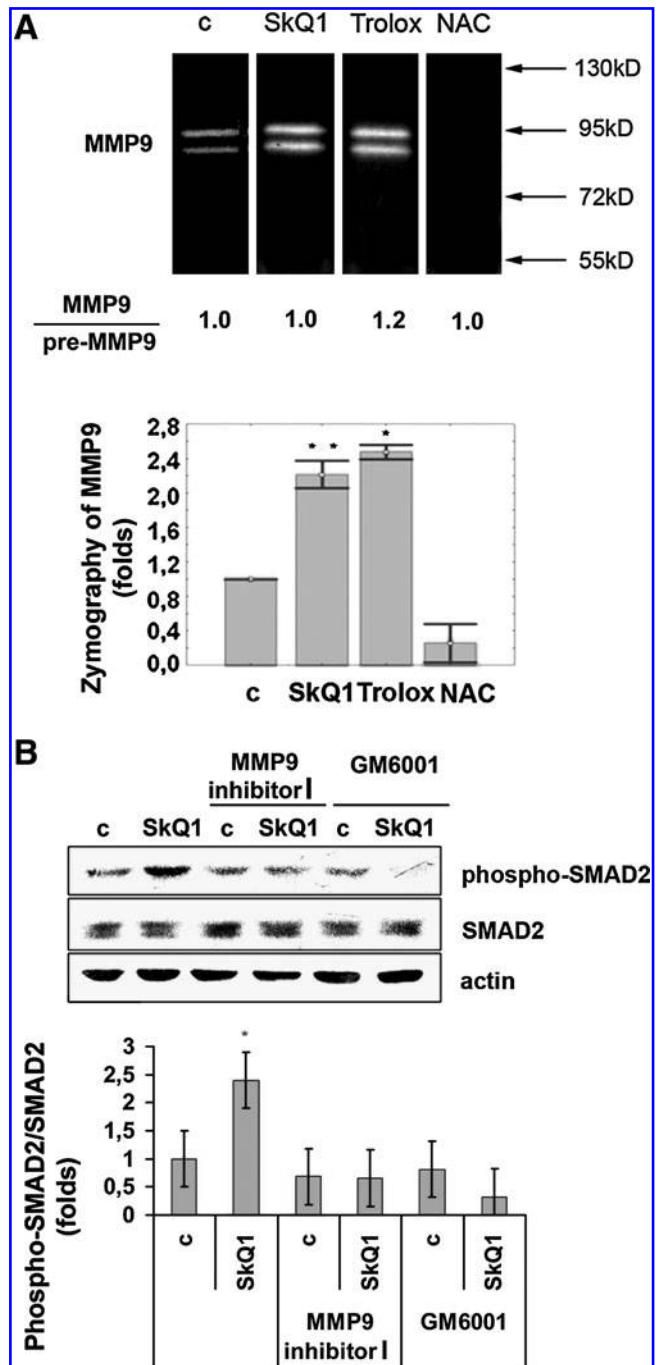 A
c SkQ1 Trolox NAC
130kD
95kD
MMP9
72kD
55kD
MMP9
pre-MMP9
1.0 1.0 1.2 1.0
Zymography of MMP9
(folds)
2,8
2,4
2,0
1,6
1,2
0,8
0,4
0,0
* *
*
c SkQ1 Trolox NAC
B
MMP9
inhibitor I
GM6001
c SkQ1 c SkQ1 c SkQ1
phospho-SMAD2
SMAD2
actin
Phospho-SMAD2/SMAD2
(folds)
3
2,5
2
1,5
1
0,5
0
*
c SkQ1 c SkQ1 c SkQ1
MMP9
inhibitor I
GM6001